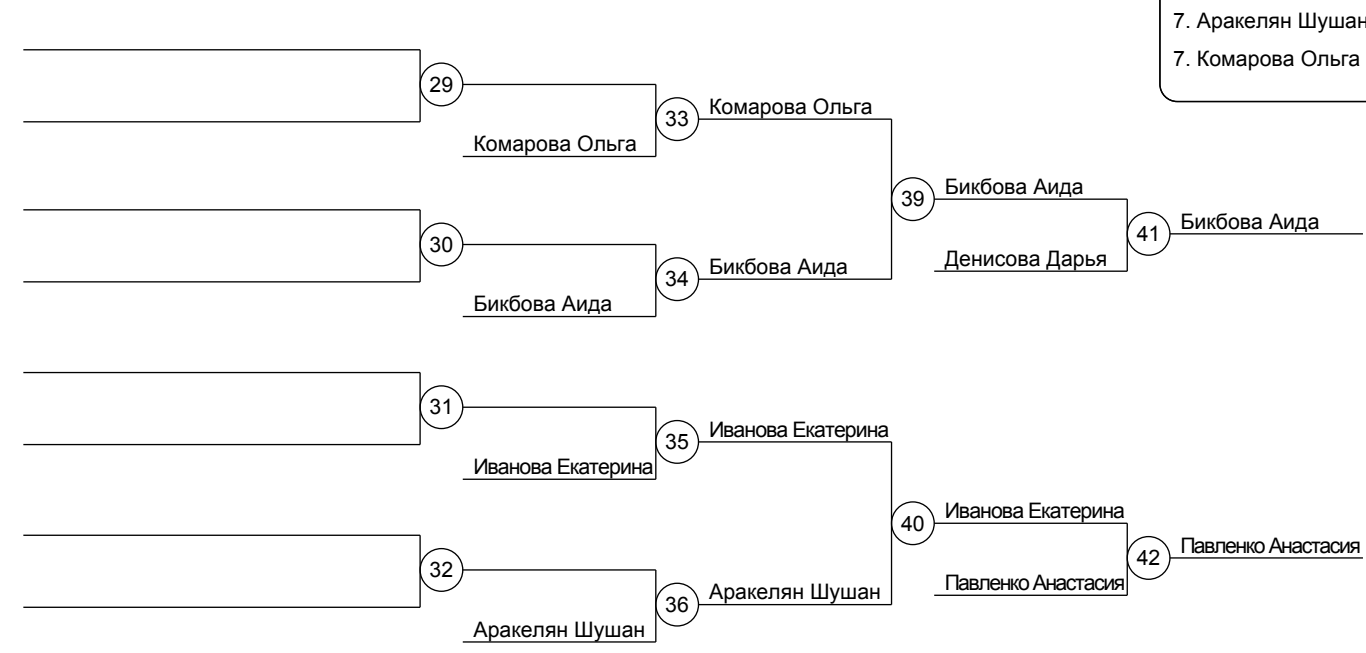 7. Аракелян Шушан
7. Комарова Ольга
29
33
Комарова Ольга
Комарова Ольга
39
Бикбова Аида
30
41
Бикбова Аида
34
Бикбова Аида
Денисова Дарья
Бикбова Аида
31
35
Иванова Екатерина
Иванова Екатерина
40
Иванова Екатерина
32
42
Павленко Анастасия
36
Аракелян Шушан
Павленко Анастасия
Аракелян Шушан